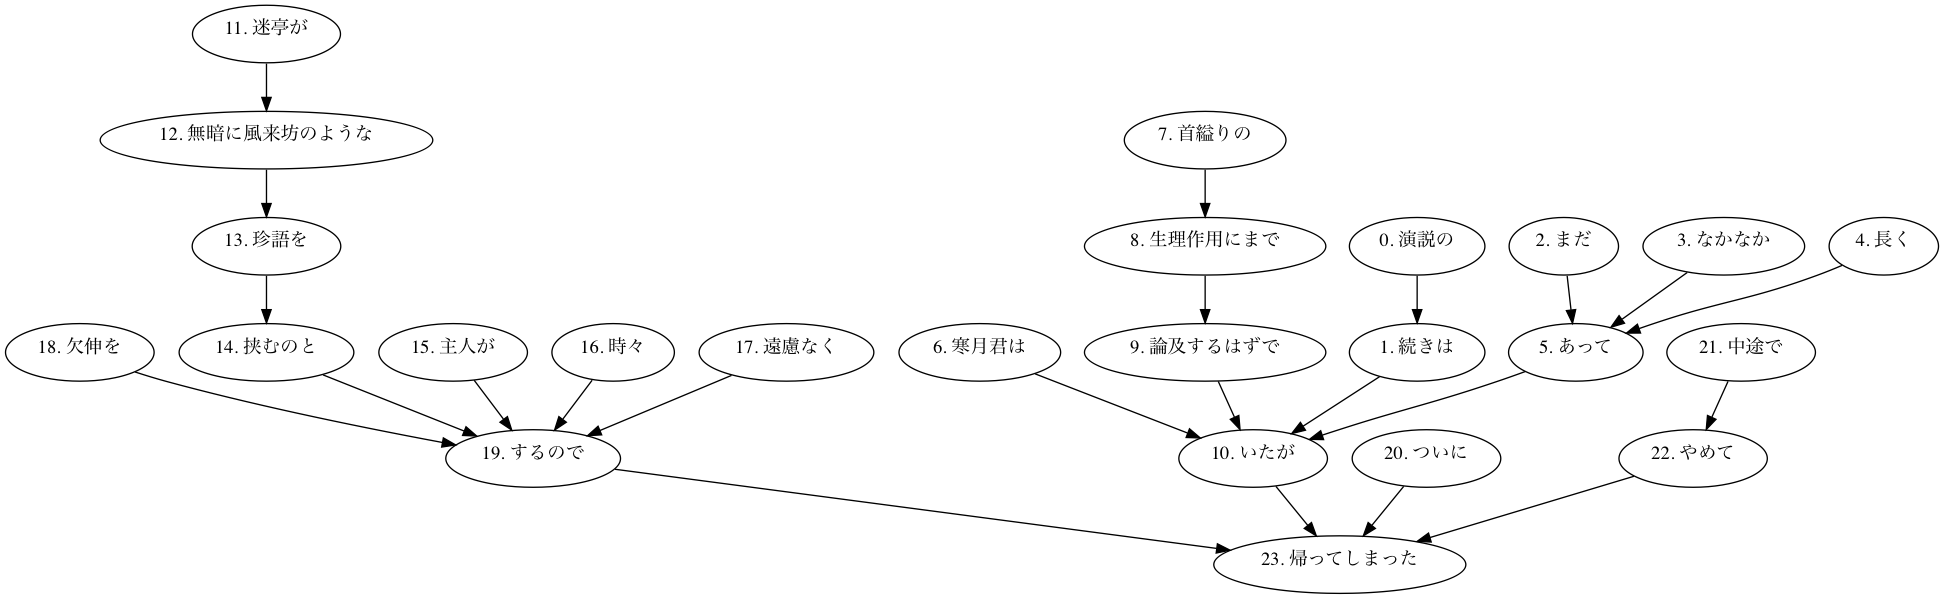 11. 迷亭が
12. 無暗に風来坊のような
7. 首縊りの
13. 珍語を
8. 生理作用にまで
0. 演説の
2. まだ
3. なかなか
4. 長く
18. 欠伸を
14. 挟むのと
15. 主人が
16. 時々
17. 遠慮なく
6. 寒月君は
9. 論及するはずで
1. 続きは
5. あって
21. 中途で
19. するので
10. いたが
20. ついに
22. やめて
23. 帰ってしまった